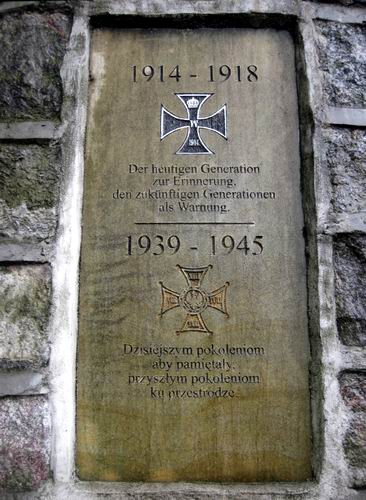 1914 - 1918
W
1914
Der heutigen Generation
zur Erinnerung,
den zukünftigen Generationen
als Warnung.
1939 - 1945
Dzisiejszym pokoleniom
aby pamiętały,
przyszłym pokoleniom
ku przestrodze